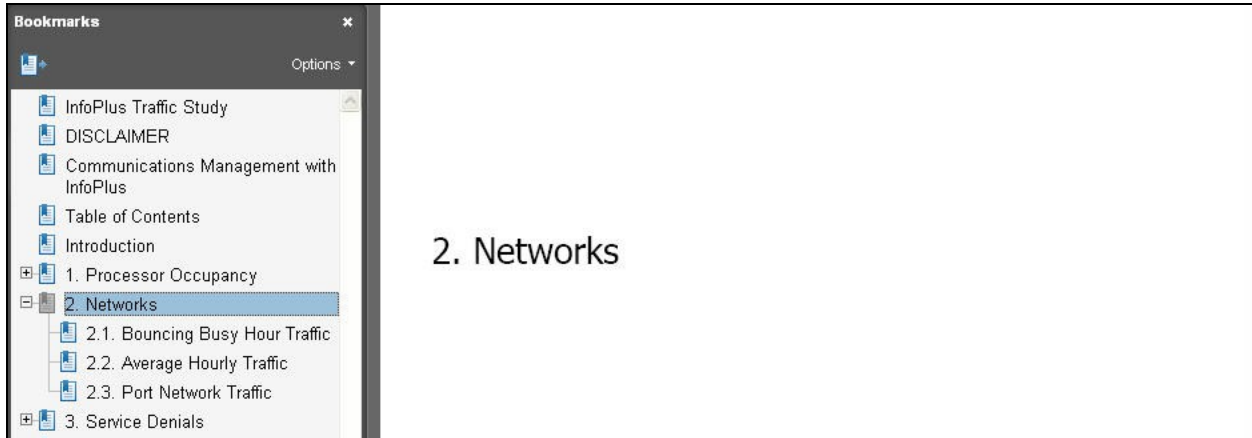 Bookmarks
Options
InfoPlus Traffic Study
DISCLAIMER
Communications Management with
InfoPlus
Table of Contents
Introduction
1. Processor Occupancy
2. Networks
2.1. Bouncing Busy Hour Traffic
2.2. Average Hourly Traffic
2.3. Port Network Traffic
3. Service Denials
2. Networks